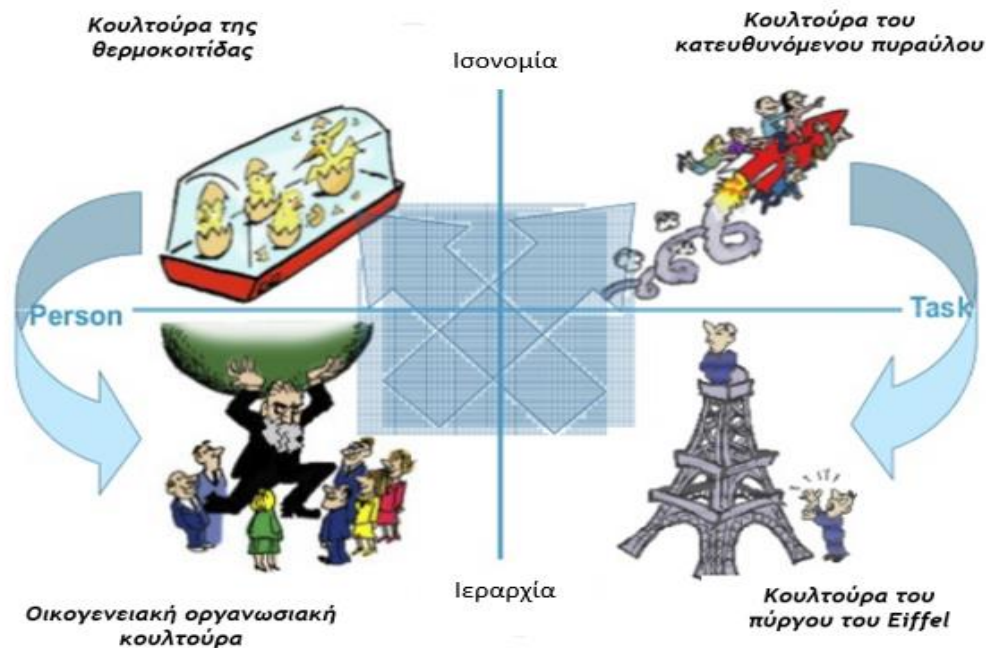 Κουλτούρα της
θερμοκοιτίδας
Ισονομία
Κουλτούρα του
κατευθυνόμενου πυραύλου
Person
Task
Ιεραρχία
Οικογενειακή οργανωσιακή
κουλτούρα
Κουλτούρα του
πύργου του Eiffel